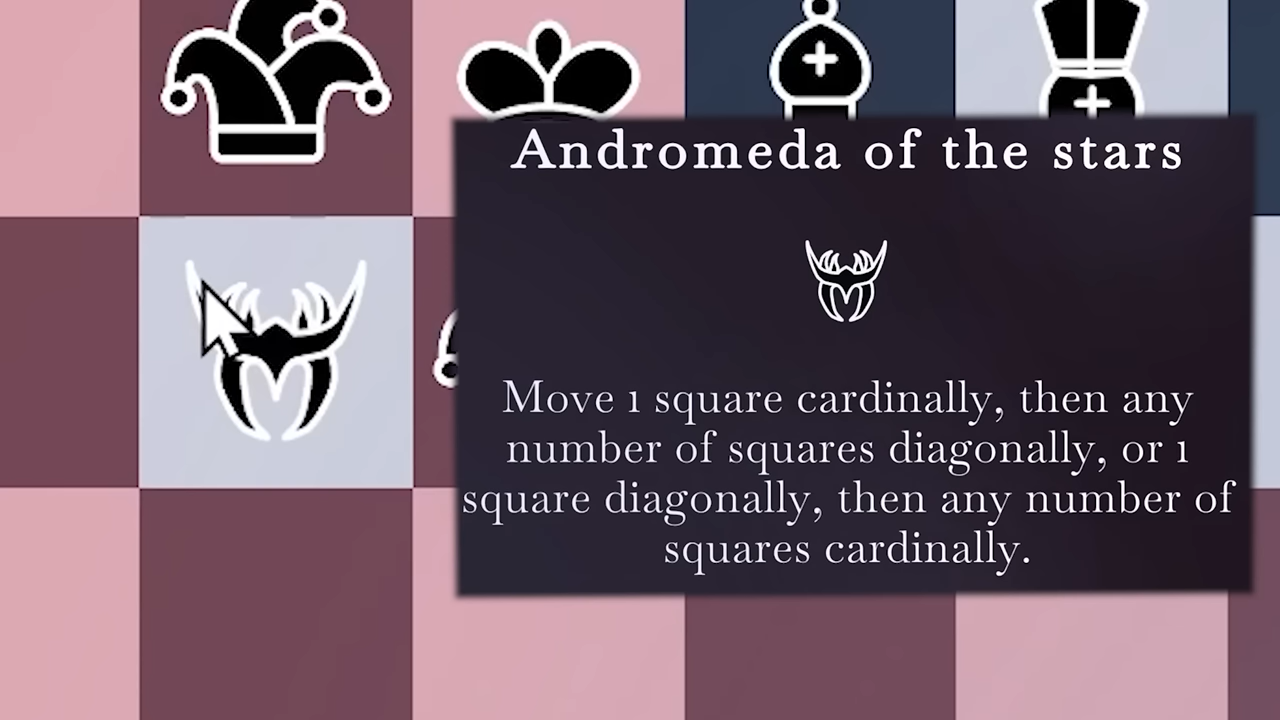 Andromeda of the stars
Move 1 square cardinally, then any
number of squares diagonally, or 1
square diagonally, then any number of
squares cardinally.